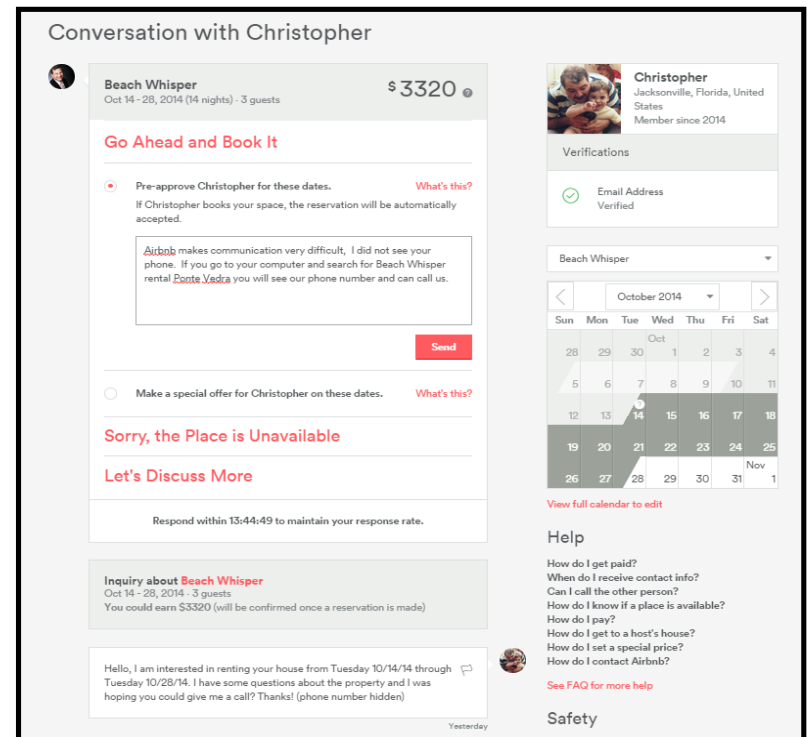 Conversation with Christopher
Beach Whisper
Oct 14 - 28, 2014 (14 nights) · 3 guests
$3320 ?
Go Ahead and Book It
Pre-approve Christopher for these dates. What's this?
If Christopher books your space, the reservation will be automatically
accepted.
Airbnb makes communication very difficult, I did not see your
phone. If you go to your computer and search for Beach Whisper
rental Ponte Vedra you will see our phone number and can call us.
Send
Make a special offer for Christopher on these dates. What's this?
Sorry, the Place is Unavailable
Let's Discuss More
Respond within 13:44:49 to maintain your response rate.
Inquiry about Beach Whisper
Oct 14 - 28, 2014 · 3 guests
You could earn $3320 (will be confirmed once a reservation is made)
Hello, I am interested in renting your house from Tuesday 10/14/14 through
Tuesday 10/28/14. I have some questions about the property and I was
hoping you could give me a call? Thanks! (phone number hidden)
Yesterday
Christopher
Jacksonville, Florida, United
States
Member since 2014
Verifications
Email Address
Verified
Beach Whisper
October 2014
Sun Mon Tue Wed Thu Fri Sat
Oct
28 29 30 1 2 3 4
5 6 7 8 9 10 11
?
12 13 14 15 16 17 18
19 20 21 22 23 24 25
Nov
26 27 28 29 30 31 1
View full calendar to edit
Help
How do I get paid?
When do I receive contact info?
Can I call the other person?
How do I know if a place is available?
How do I pay?
How do I get to a host's house?
How do I set a special price?
How do I contact Airbnb?
See FAQ for more help
Safety